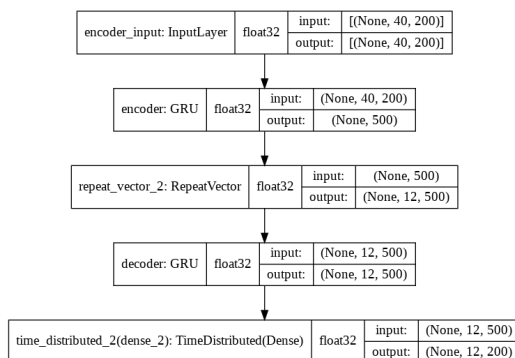 encoder_input: InputLayer float32 input: [(None, 40, 200)]
output: [(None, 40, 200)]
encoder: GRU float32 input: (None, 40, 200)
output: (None, 500)
repeat_vector_2: RepeatVector float32 input: (None, 500)
output: (None, 12, 500)
decoder: GRU float32 input: (None, 12, 500)
output: (None, 12, 500)
time_distributed_2(dense_2): TimeDistributed(Dense) float32 input: (None, 12, 500)
output: (None, 12, 200)